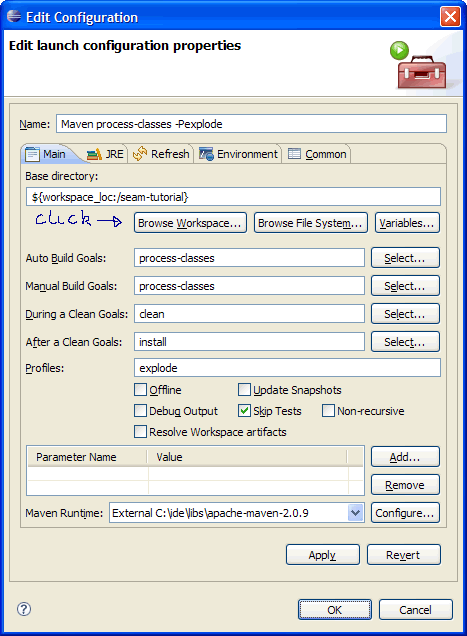 Edit Configuration
Edit launch configuration properties
Name: Maven process-classes -Pexplode
Main JRE Refresh Environment Common
Base directory:
${workspace_loc:/seam-tutorial}
click → Browse Workspace... Browse File System... Variables...
Auto Build Goals: process-classes Select...
Manual Build Goals: process-classes Select...
During a Clean Goals: clean Select...
After a Clean Goals: install Select...
Profiles: explode
Offline Update Snapshots
Debug Output Skip Tests Non-recursive
Resolve Workspace artifacts
Parameter Name Value Add...
Remove
Maven Runtime: External C:\ide\libs\apache-maven-2.0.9 Configure...
Apply Revert
? OK Cancel